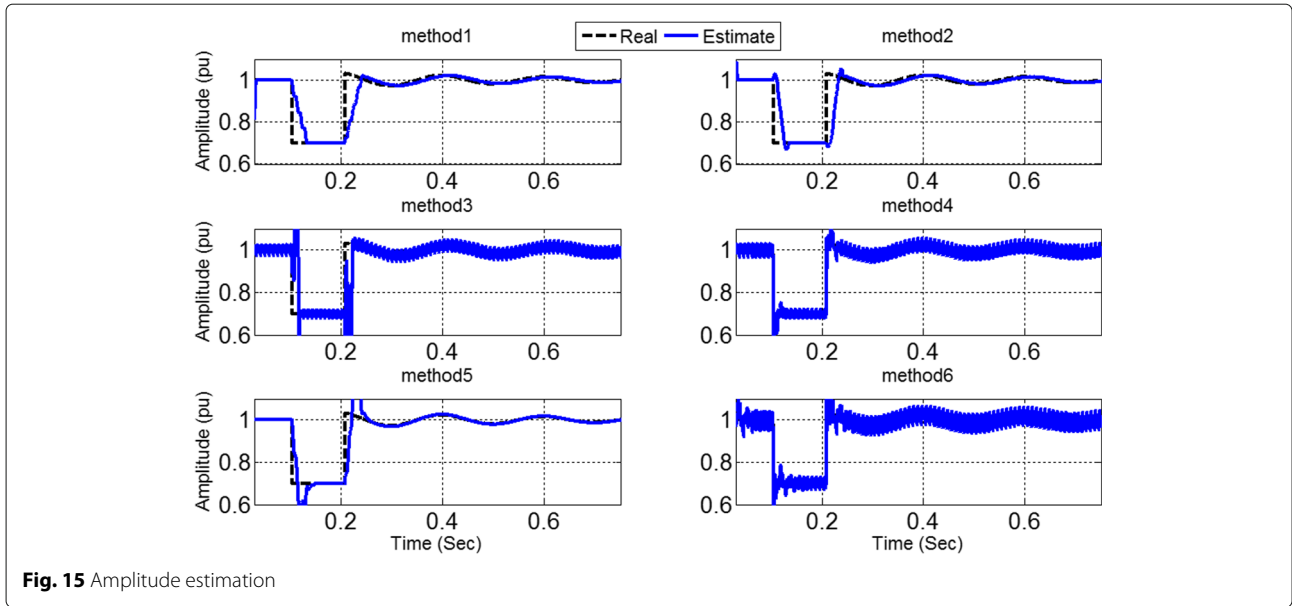 method1
Real Estimate
method2
Amplitude (pu)
1
0.8
0.6
0.2 0.4 0.6
1
0.8
0.6
0.2 0.4 0.6
method3
method4
Amplitude (pu)
1
0.8
0.6
0.2 0.4 0.6
1
0.8
0.6
0.2 0.4 0.6
method5
method6
Amplitude (pu)
1
0.8
0.6
0.2 0.4 0.6
Time (Sec)
1
0.8
0.6
0.2 0.4 0.6
Time (Sec)
Fig. 15 Amplitude estimation